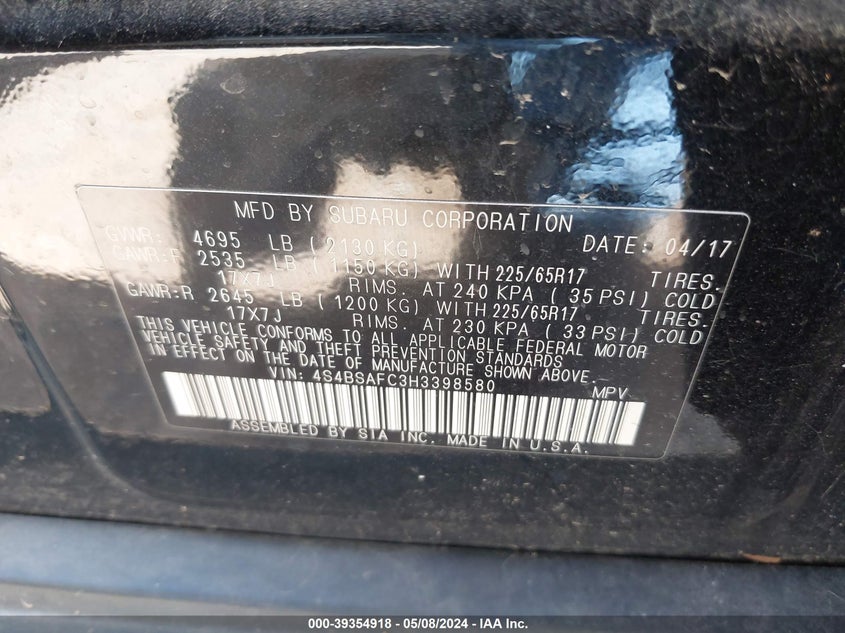 MFD BY SUBARU CORPORATION
GVWR: 4695 LB (2130 KG) DATE: 04/17
GAWR:F 2535 LB (1150 KG) WITH 225/65R17 TIRES.
17X7J RIMS. AT 240 KPA (35 PSI) COLD
GAWR:R 2645 LB (1200 KG) WITH 225/65R17 TIRES.
17X7J RIMS. AT 230 KPA (33 PSI) COLD
THIS VEHICLE CONFORMS TO ALL APPLICABLE FEDERAL MOTOR
VEHICLE SAFETY AND THEFT PREVENTION STANDARDS
IN EFFECT ON THE DATE OF MANUFACTURE SHOWN ABOVE.
VIN: 4S4BSAFC3H3398580 MPV
ASSEMBLED BY SIA INC. MADE IN U.S.A.
000-39354918 - 05/08/2024 - IAA Inc.